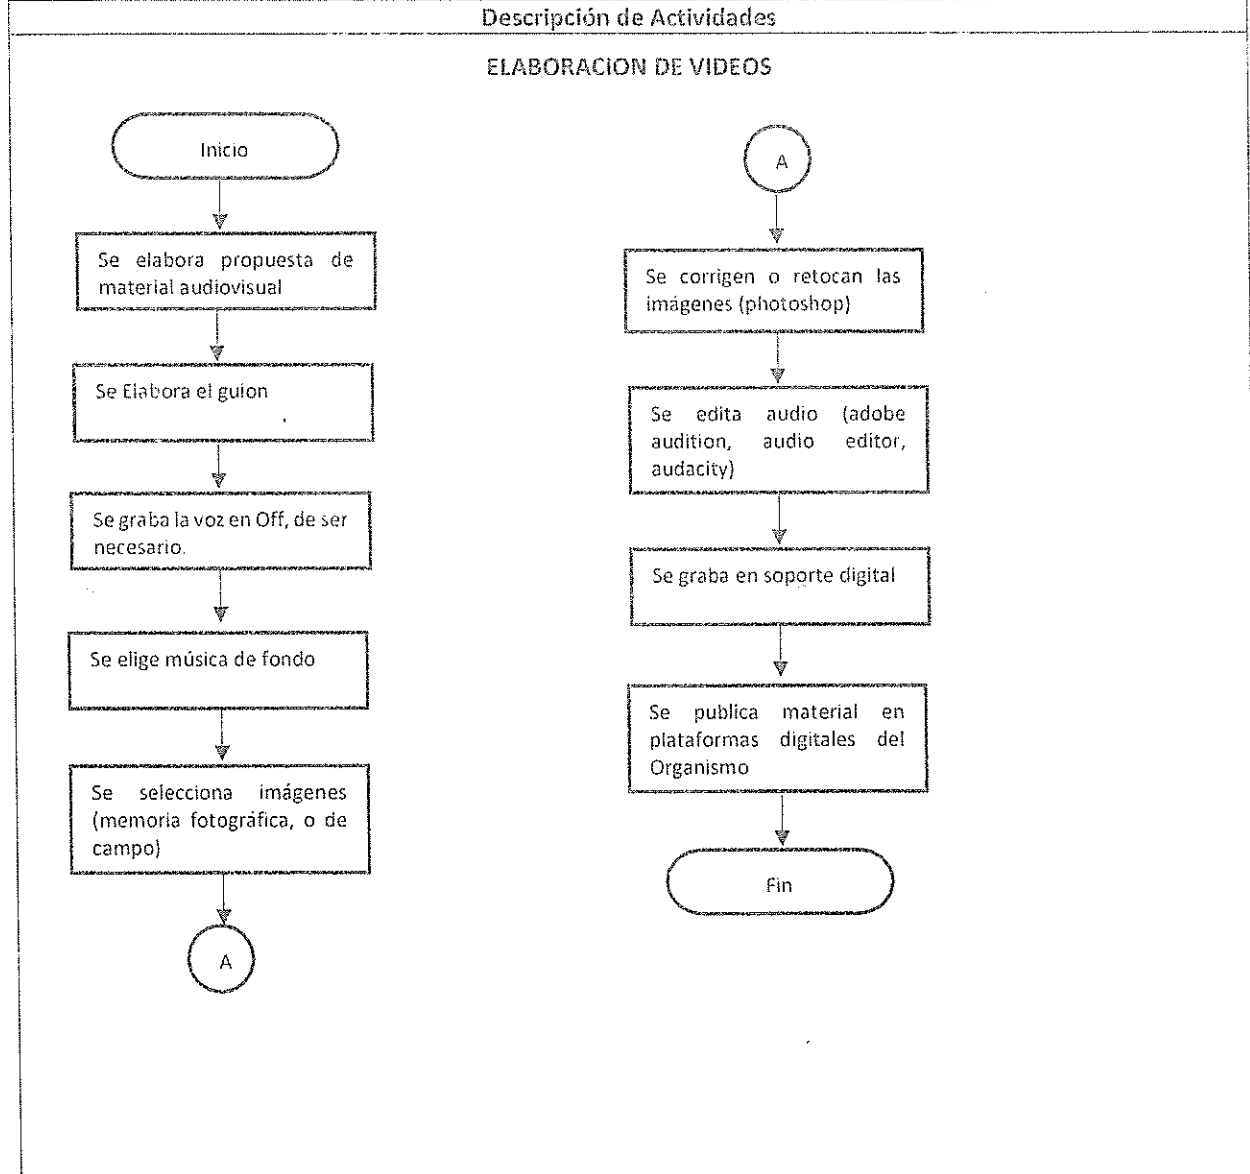 Descripción de Actividades
ELABORACION DE VIDEOS
Inicio
Se elabora propuesta de
material audiovisual
Se Elabora el guion
Se graba la voz en Off, de ser
necesario.
Se elige música de fondo
Se selecciona imágenes
(memoria fotográfica, o de
campo)
A
A
Se corrigen o retocan las
imágenes (photoshop)
Se edita audio (adobe
audition, audio editor,
audacity)
Se graba en soporte digital
Se publica material en
plataformas digitales del
Organismo
Fin